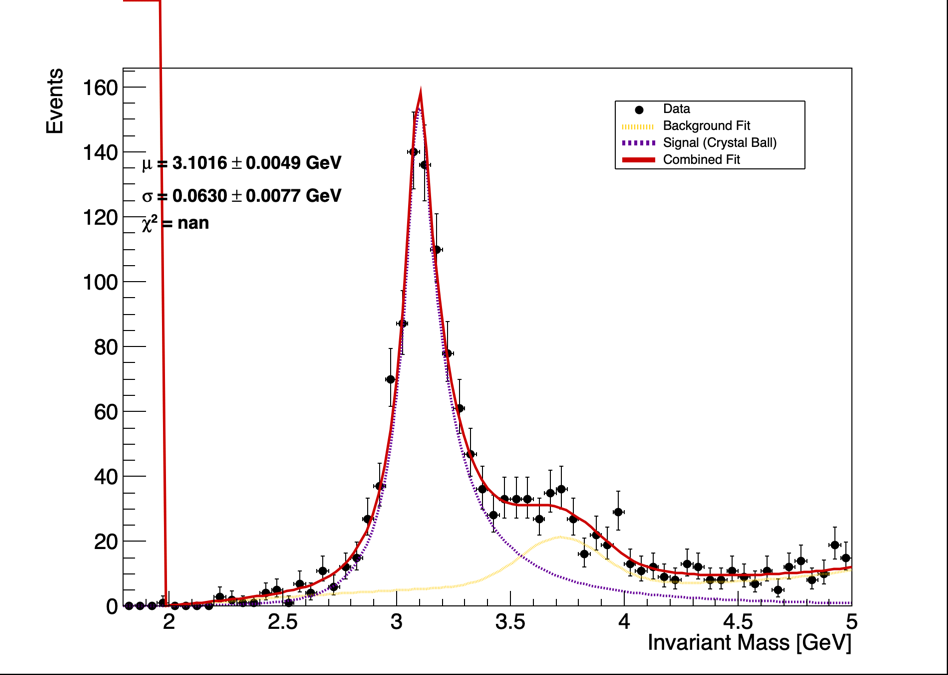 Events
160
140
120
100
80
60
40
20
0
μ = 3.1016 ± 0.0049 GeV
σ = 0.0630 ± 0.0077 GeV
χ² = nan
Data
Background Fit
Signal (Crystal Ball)
Combined Fit
2 2.5 3 3.5 4 4.5 5
Invariant Mass [GeV]